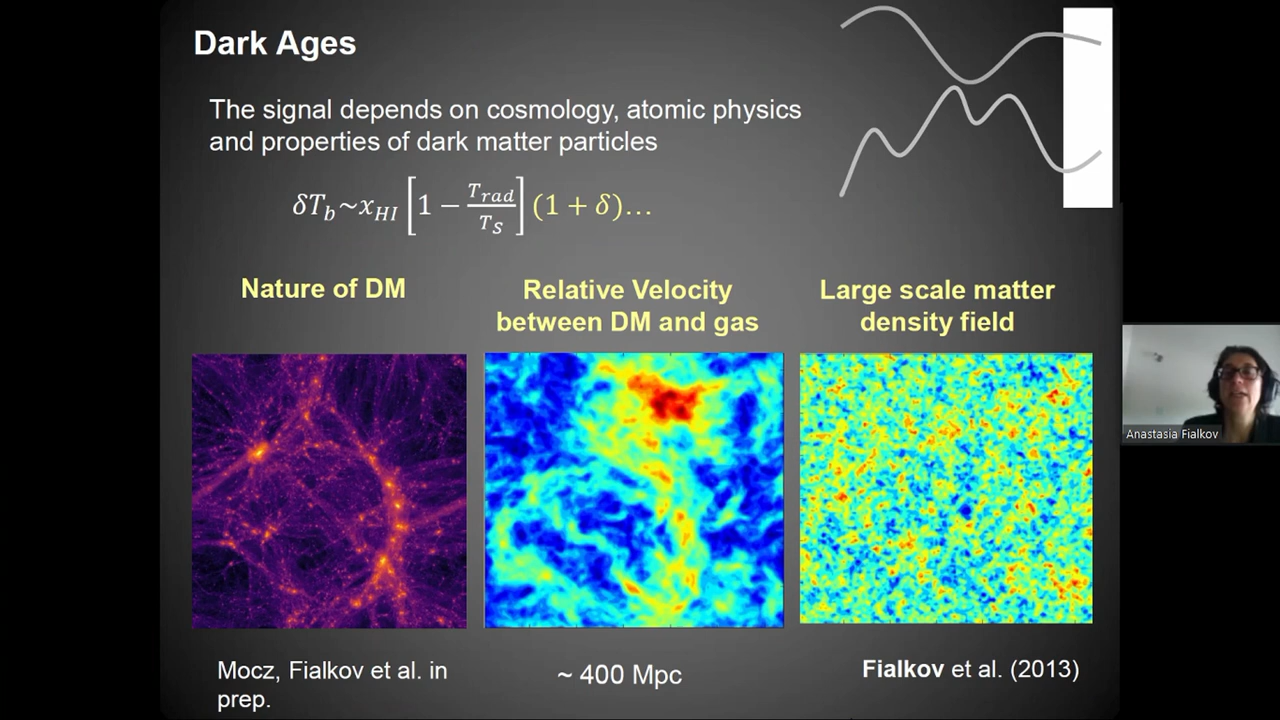 Dark Ages
The signal depends on cosmology, atomic physics
and properties of dark matter particles
δT_b~x_HI [1 − T_rad/T_S] (1 + δ)…
Nature of DM
Relative Velocity
between DM and gas
Large scale matter
density field
Anastasia Fialkov
Mocz, Fialkov et al. in
prep.
~ 400 Mpc
Fialkov et al. (2013)